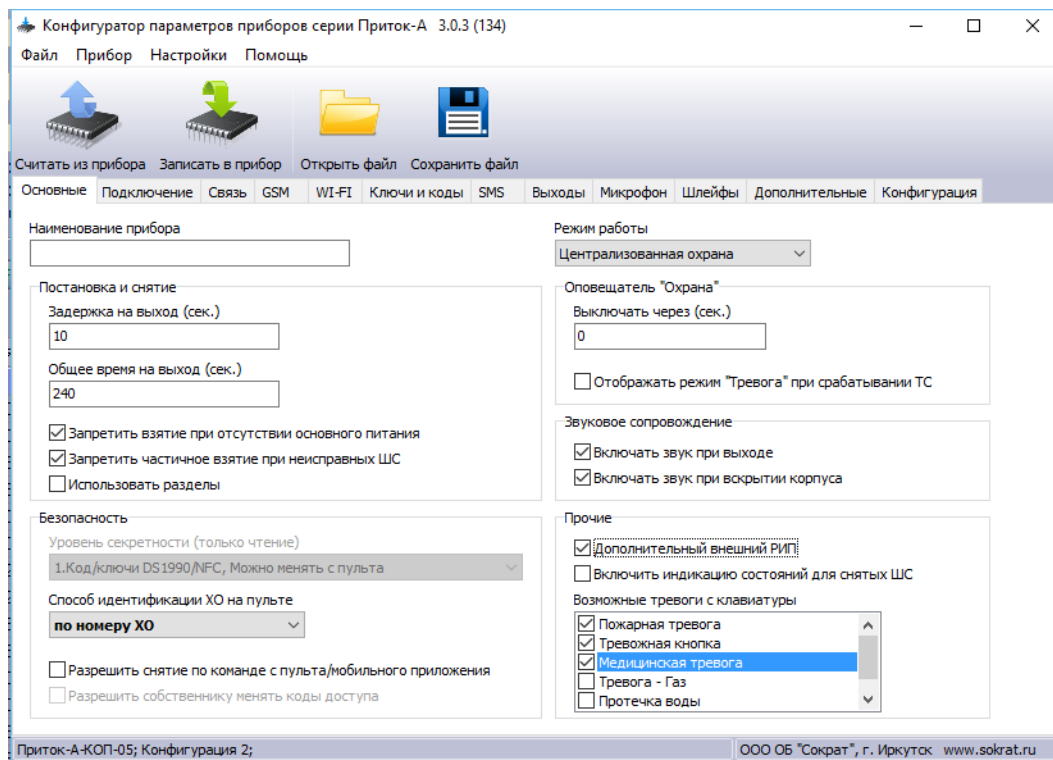 Конфигуратор параметров приборов серии Приток-А 3.0.3 (134)
Файл Прибор Настройки Помощь
Считать из прибора Записать в прибор Открыть файл Сохранить файл
Основные Подключение Связь GSM WI-FI Ключи и коды SMS Выходы Микрофон Шлейфы Дополнительные Конфигурация
Наименование прибора
Режим работы
Централизованная охрана
Постановка и снятие
Задержка на выход (сек.)
10
Общее время на выход (сек.)
240
Запретить взятие при отсутствии основного питания
Запретить частичное взятие при неисправных ШС
Использовать разделы
Оповещатель "Охрана"
Выключать через (сек.)
0
Отображать режим "Тревога" при срабатывании ТС
Звуковое сопровождение
Включать звук при выходе
Включать звук при вскрытии корпуса
Безопасность
Уровень секретности (только чтение)
1.Код/ключи DS1990/NFC, Можно менять с пульта
Способ идентификации ХО на пульте
по номеру ХО
Разрешить снятие по команде с пульта/мобильного приложения
Разрешить собственнику менять коды доступа
Прочие
Дополнительный внешний РИП
Включить индикацию состояний для снятых ШС
Возможные тревоги с клавиатуры
Пожарная тревога
Тревожная кнопка
Медицинская тревога
Тревога - Газ
Протечка воды
Приток-А-КОП-05; Конфигурация 2;
ООО ОБ "Сократ", г. Иркутск www.sokrat.ru